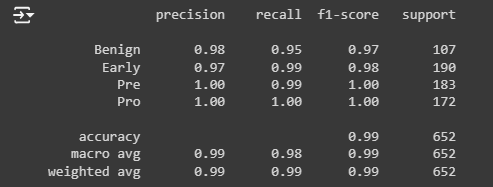 precision recall f1-score support
Benign 0.98 0.95 0.97 107
Early 0.97 0.99 0.98 190
Pre 1.00 0.99 1.00 183
Pro 1.00 1.00 1.00 172
accuracy 0.99 652
macro avg 0.99 0.98 0.99 652
weighted avg 0.99 0.99 0.99 652